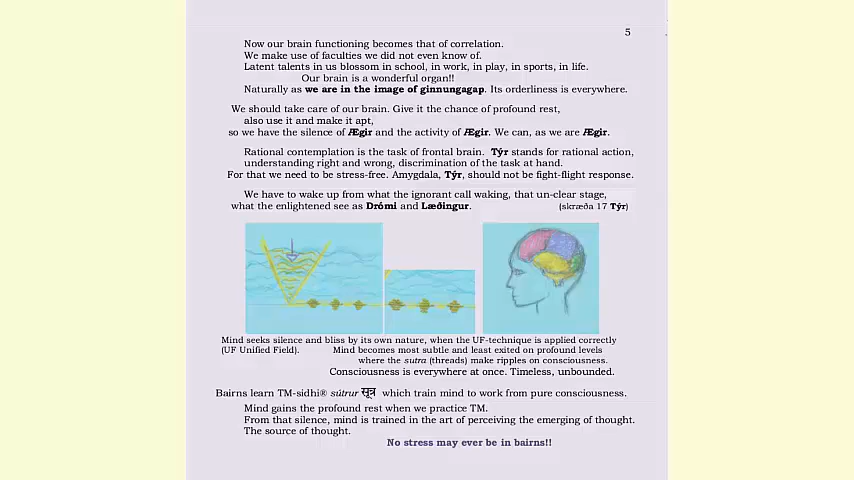 5
Now our brain functioning becomes that of correlation.
We make use of faculties we did not even know of.
Latent talents in us blossom in school, in work, in play, in sports, in life.
Our brain is a wonderful organ!!
Naturally as we are in the image of ginnungagap. Its orderliness is everywhere.
We should take care of our brain. Give it the chance of profound rest,
also use it and make it apt,
so we have the silence of Ægir and the activity of Ægir. We can, as we are Ægir.
Rational contemplation is the task of frontal brain. Týr stands for rational action,
understanding right and wrong, discrimination of the task at hand.
For that we need to be stress-free. Amygdala, Týr, should not be fight-flight response.
We have to wake up from what the ignorant call waking, that un-clear stage,
what the enlightened see as Drómi and Læðingur. (skræða 17 Týr)
Mind seeks silence and bliss by its own nature, when the UF-technique is applied correctly
(UF Unified Field). Mind becomes most subtle and least exited on profound levels
where the sutra (threads) make ripples on consciousness.
Consciousness is everywhere at once. Timeless, unbounded.
Bairns learn TM-sidhi® sútrur सूत्र which train mind to work from pure consciousness.
Mind gains the profound rest when we practice TM.
From that silence, mind is trained in the art of perceiving the emerging of thought.
The source of thought.
No stress may ever be in bairns!!